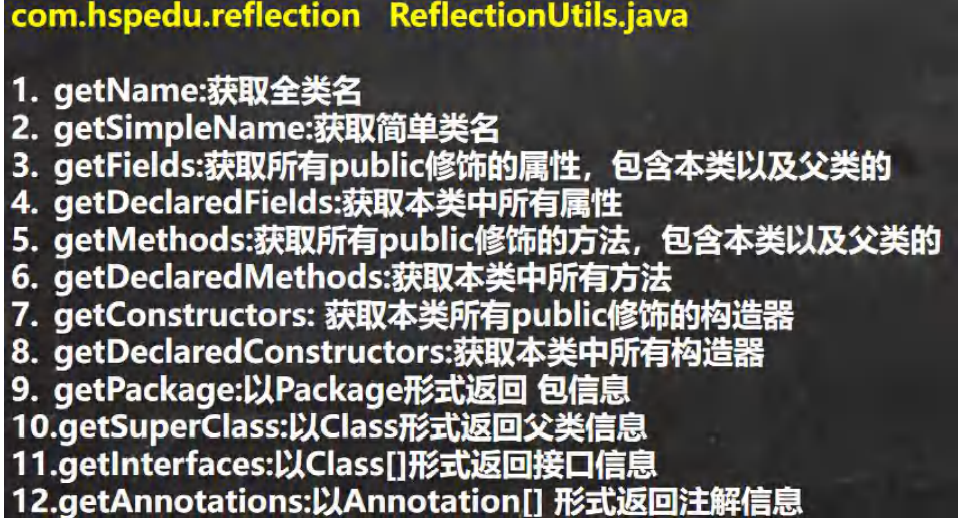 com.hspedu.reflection ReflectionUtils.java
1. getName:获取全类名
2. getSimpleName:获取简单类名
3. getFields:获取所有public修饰的属性，包含本类以及父类的
4. getDeclaredFields:获取本类中所有属性
5. getMethods:获取所有public修饰的方法，包含本类以及父类的
6. getDeclaredMethods:获取本类中所有方法
7. getConstructors: 获取本类所有public修饰的构造器
8. getDeclaredConstructors:获取本类中所有构造器
9. getPackage:以Package形式返回 包信息
10.getSuperClass:以Class形式返回父类信息
11.getInterfaces:以Class[]形式返回接口信息
12.getAnnotations:以Annotation[] 形式返回注解信息